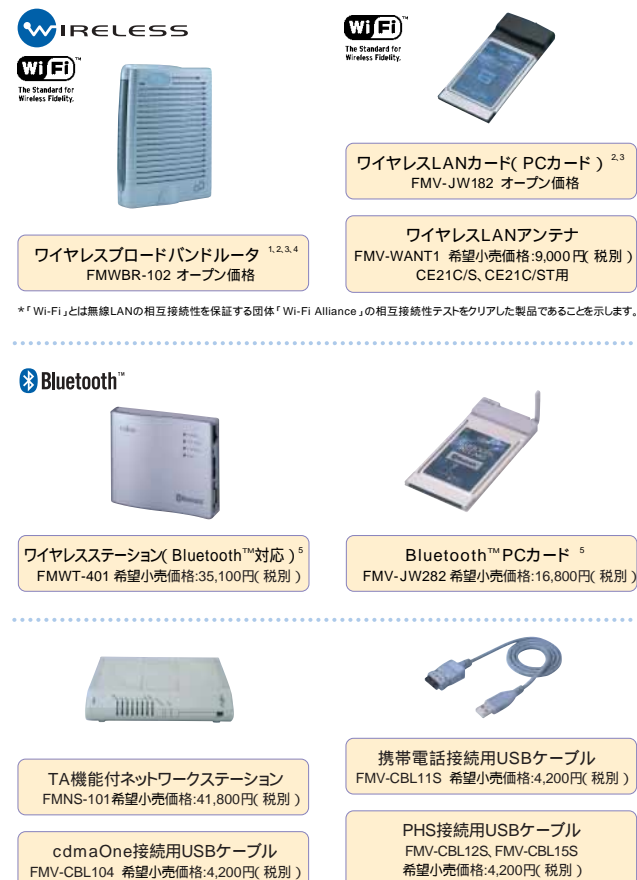 WIRELESS
Wi Fi
The Standard for
Wireless Fidelity.
ワイヤレスブロードバンドルータ 1,2,3,4
FMWBR-102 オープン価格
Wi Fi™
The Standard for
Wireless Fidelity.
ワイヤレスLANカード( PCカード ) 2,3
FMV-JW182 オープン価格
ワイヤレスLANアンテナ
FMV-WANT1 希望小売価格:9,000円( 税別 )
CE21C/S、CE21C/ST用
*「 Wi-Fi」とは無線LANの相互接続性を保証する団体「 Wi-Fi Alliance 」の相互接続性テストをクリアした製品であることを示します。
Bluetooth™
ワイヤレスステーション( Bluetooth™対応 ) 5
FMWT-401 希望小売価格:35,100円( 税別 )
Bluetooth™ PCカード 5
FMV-JW282 希望小売価格:16,800円( 税別 )
TA機能付ネットワークステーション
FMNS-101希望小売価格:41,800円( 税別 )
cdmaOne接続用USBケーブル
FMV-CBL104 希望小売価格:4,200円( 税別 )
携帯電話接続用USBケーブル
FMV-CBL11S 希望小売価格:4,200円( 税別 )
PHS接続用USBケーブル
FMV-CBL12S、FMV-CBL15S
希望小売価格:4,200円( 税別 )